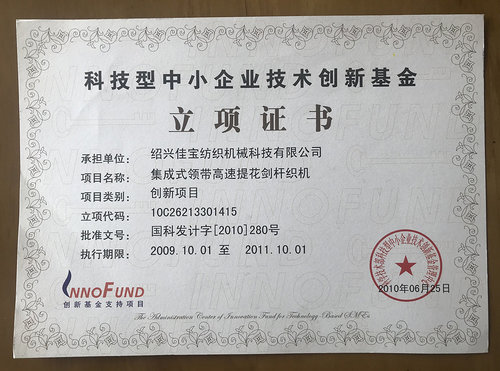 科技型中小企业技术创新基金
立项证书
承担单位: 绍兴佳宝纺织机械科技有限公司
项目名称: 集成式领带高速提花剑杆织机
项目类别: 创新项目
立项代码: 10C26213301415
批准文号: 国科发计字[2010]280号
执行期限: 2009.10.01 至 2011.10.01
INNOFUND
创新基金支持项目
2010年06月25日
The Administration Center of Innovation Fund for Technology-Based SMEs